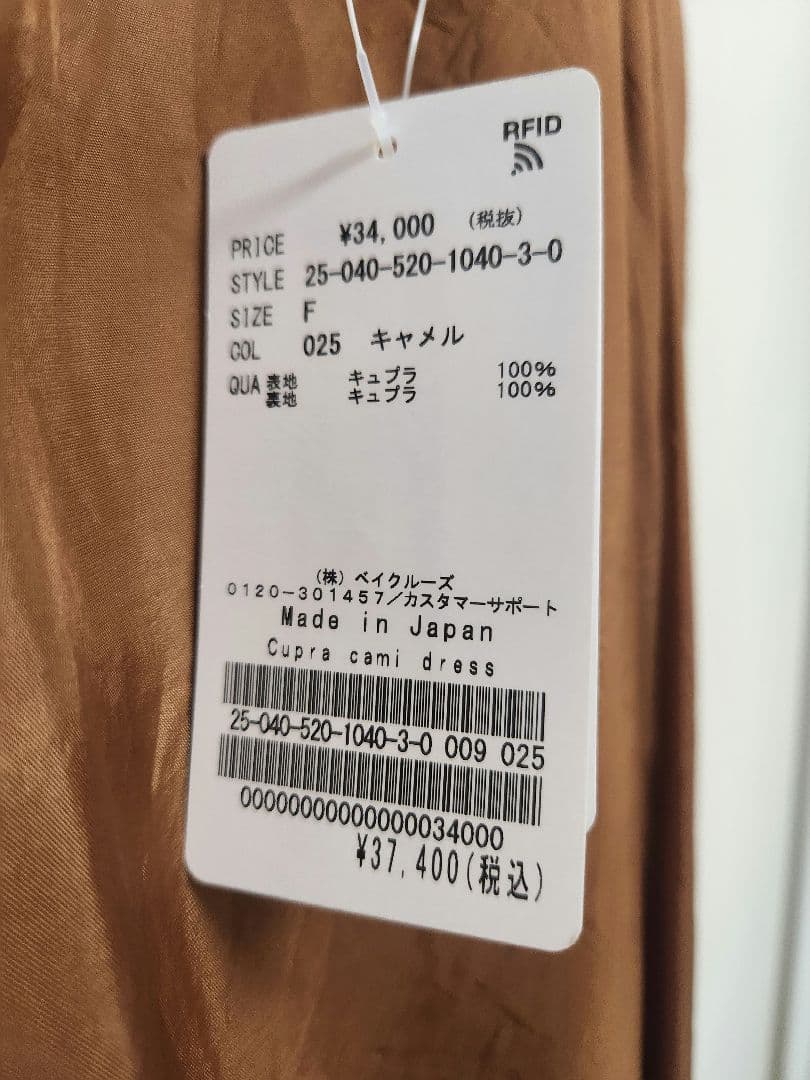 RFID
PRICE ¥34,000 (税抜)
STYLE 25-040-520-1040-3-0
SIZE F
COL 025 キャメル
QUA 表地 キュプラ 100%
裏地 キュプラ 100%
(株) ベイクルーズ
0120-301457/カスタマーサポート
Made in Japan
Cupra cami dress
25-040-520-1040-3-0 009 025
00000000000000034000
¥37,400(税込)